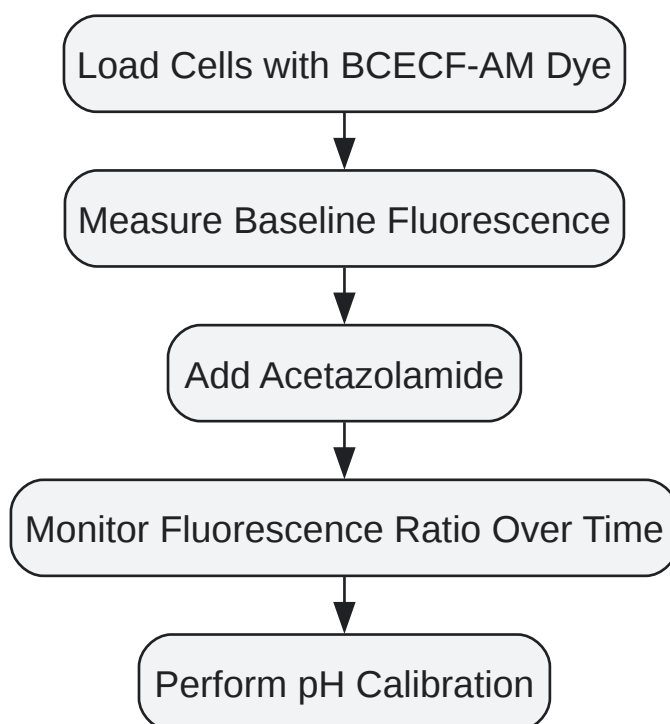 Load Cells with BCECF-AM Dye
Measure Baseline Fluorescence
Add Acetazolamide
Monitor Fluorescence Ratio Over Time
Perform pH Calibration